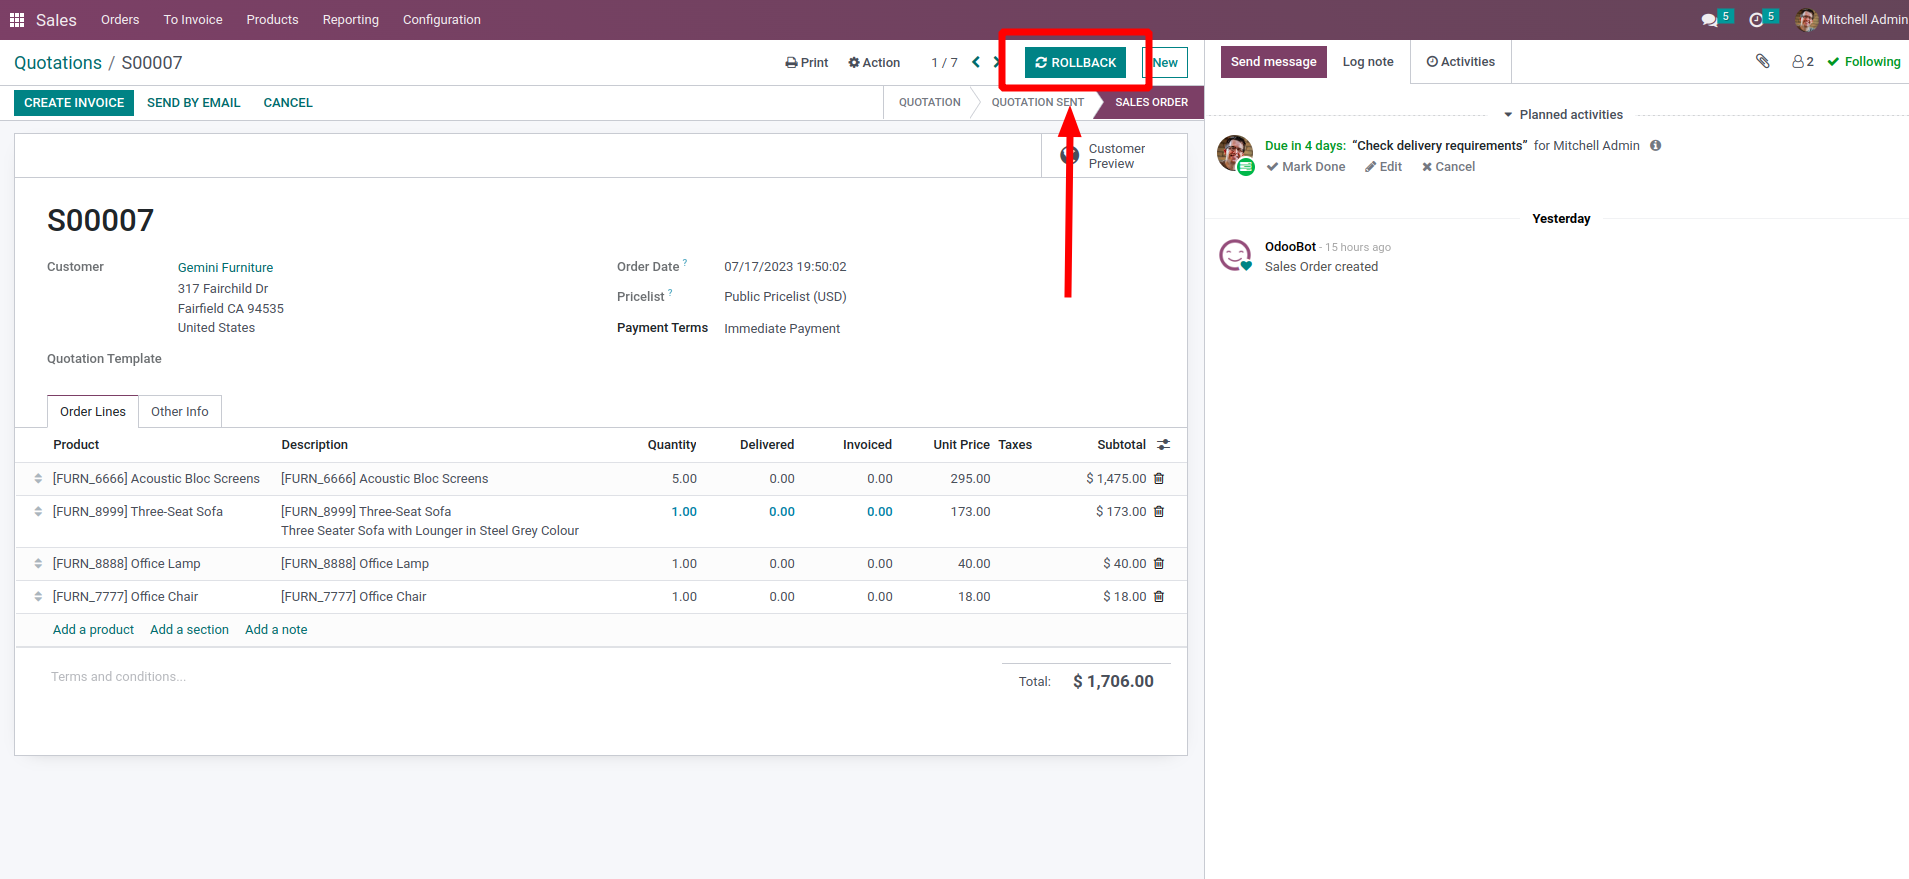 Sales Orders To Invoice Products Reporting Configuration 5 5 Mitchell Admin
Quotations / S00007 Print Action 1 / 7 ROLLBACK New
Send message Log note Activities 2 Following
CREATE INVOICE SEND BY EMAIL CANCEL QUOTATION QUOTATION SENT SALES ORDER
Customer
Preview
S00007
Customer Gemini Furniture
317 Fairchild Dr
Fairfield CA 94535
United States
Quotation Template
Order Date ? 07/17/2023 19:50:02
Pricelist ? Public Pricelist (USD)
Payment Terms Immediate Payment
Order Lines Other Info
Product Description Quantity Delivered Invoiced Unit Price Taxes Subtotal
[FURN_6666] Acoustic Bloc Screens [FURN_6666] Acoustic Bloc Screens 5.00 0.00 0.00 295.00 $ 1,475.00
[FURN_8999] Three-Seat Sofa [FURN_8999] Three-Seat Sofa 1.00 0.00 0.00 173.00 $ 173.00
Three Seater Sofa with Lounger in Steel Grey Colour
[FURN_8888] Office Lamp [FURN_8888] Office Lamp 1.00 0.00 0.00 40.00 $ 40.00
[FURN_7777] Office Chair [FURN_7777] Office Chair 1.00 0.00 0.00 18.00 $ 18.00
Add a product Add a section Add a note
Terms and conditions...
Total: $ 1,706.00
Planned activities
Due in 4 days: “Check delivery requirements” for Mitchell Admin
Mark Done Edit Cancel
Yesterday
OdooBot - 15 hours ago
Sales Order created